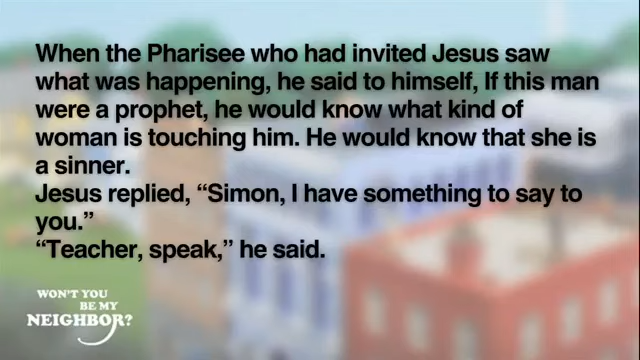 When the Pharisee who had invited Jesus saw
what was happening, he said to himself, If this man
were a prophet, he would know what kind of
woman is touching him. He would know that she is
a sinner.
Jesus replied, “Simon, I have something to say to
you.”
“Teacher, speak,” he said.
WON'T YOU
BE MY
NEIGHBOR?